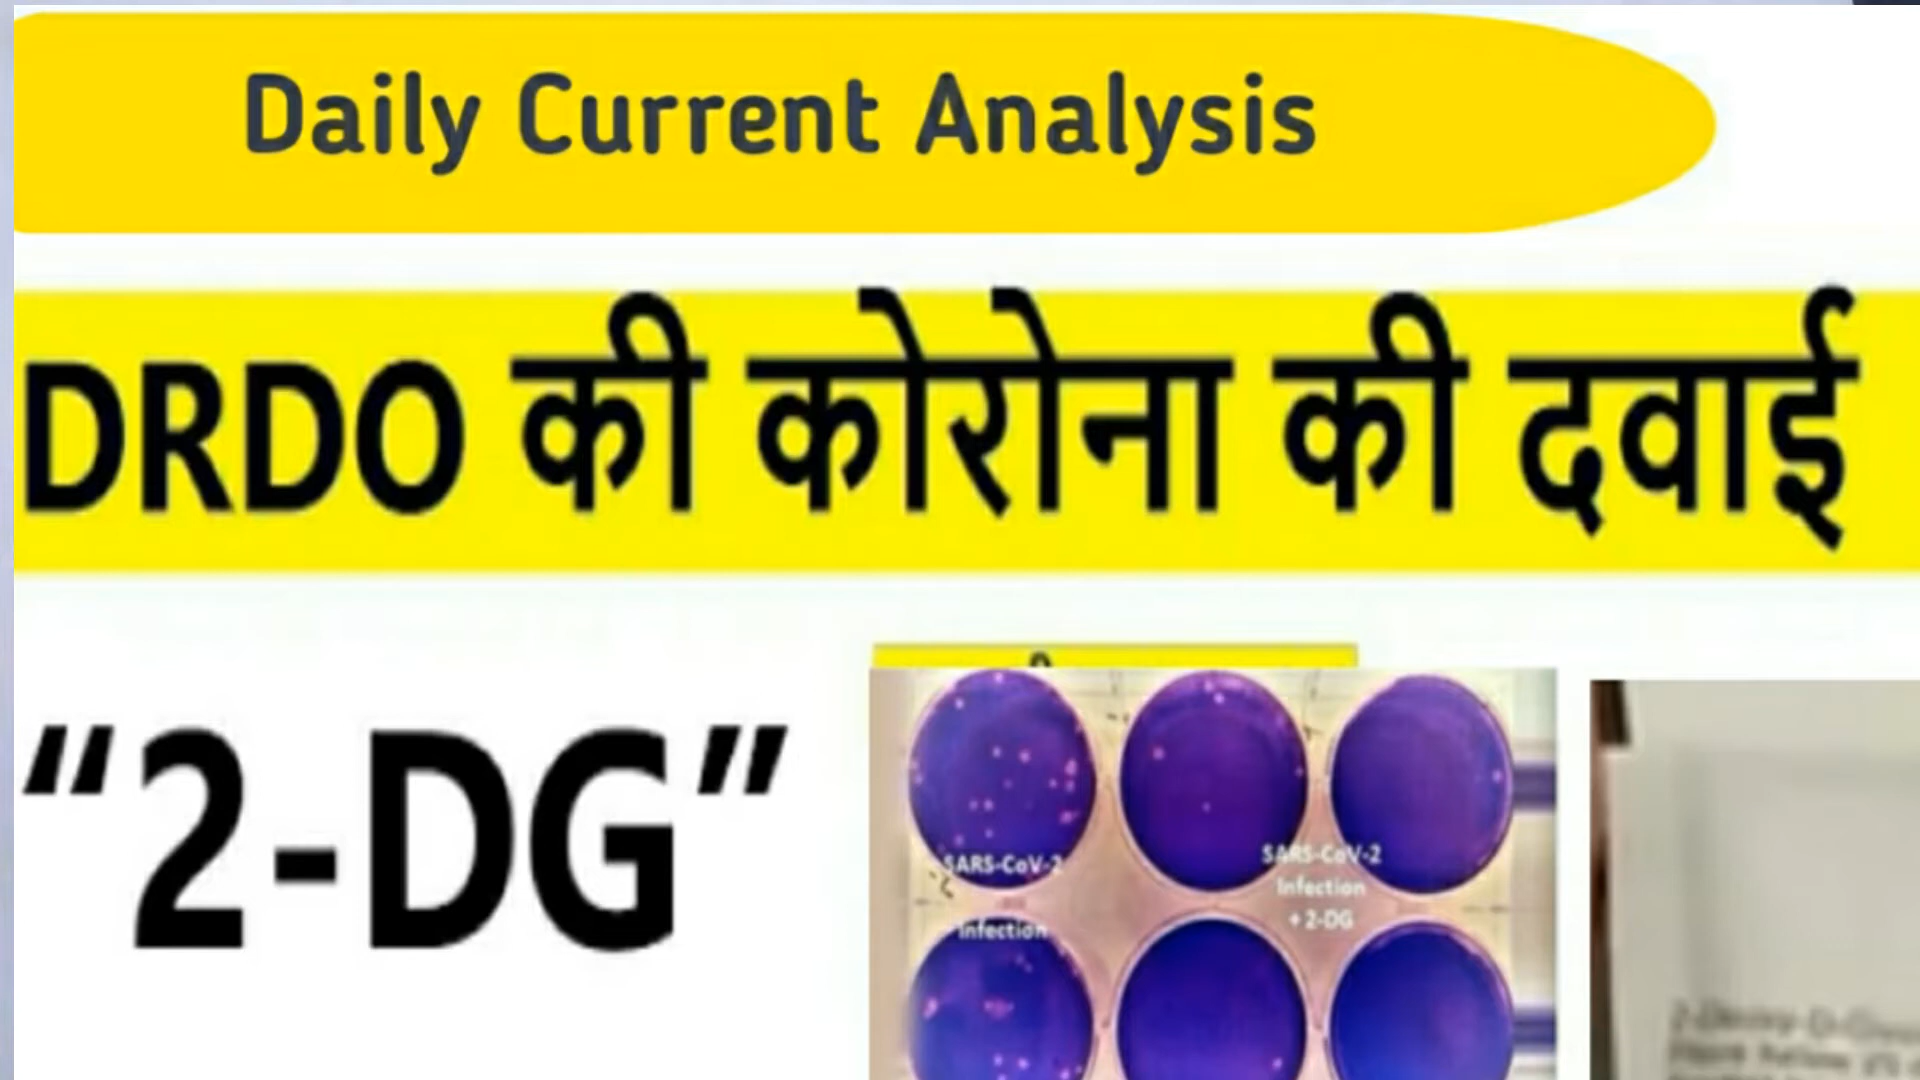 Daily Current Analysis
DRDO की कोरोना की दवाई
“2-DG”
SARS-CoV-2
Infection
SARS-CoV-2
Infection
+ 2-DG